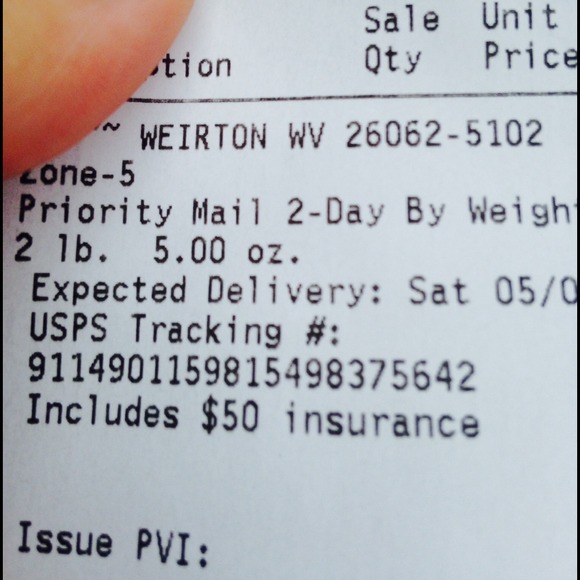 Sale Unit
tion Qty Price
~ WEIRTON WV 26062-5102
Zone-5
Priority Mail 2-Day By Weigh
2 lb. 5.00 oz.
Expected Delivery: Sat 05/0
USPS Tracking #:
9114901159815498375642
Includes $50 insurance
Issue PVI: